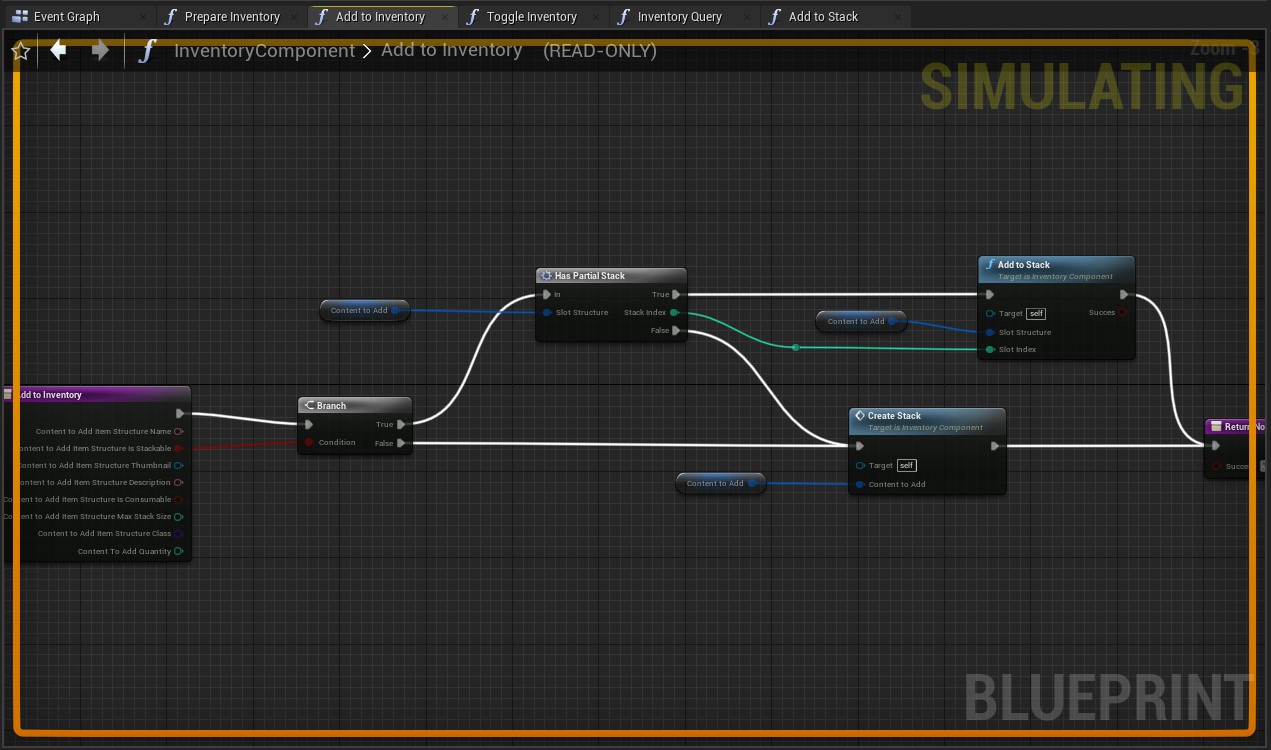 Event Graph
Prepare Inventory
Add to Inventory
Toggle Inventory
Inventory Query
Add to Stack
InventoryComponent > Add to Inventory (READ-ONLY)
Zoom -3
SIMULATING
Add to Stack
Target is Inventory Component
Has Partial Stack
In
True
Slot Structure
Stack Index
False
Content to Add
Content to Add
Target self
Succes
Slot Structure
Slot Index
Add to Inventory
Content to Add Item Structure Name
Content to Add Item Structure Is Stackable
Content to Add Item Structure Thumbnail
Content to Add Item Structure Description
Content to Add Item Structure Is Consumable
Content to Add Item Structure Max Stack Size
Content to Add Item Structure Class
Content To Add Quantity
Branch
True
Condition
False
Create Stack
Target is Inventory Component
Target self
Content to Add
Content to Add
Return No
Succe
BLUEPRINT